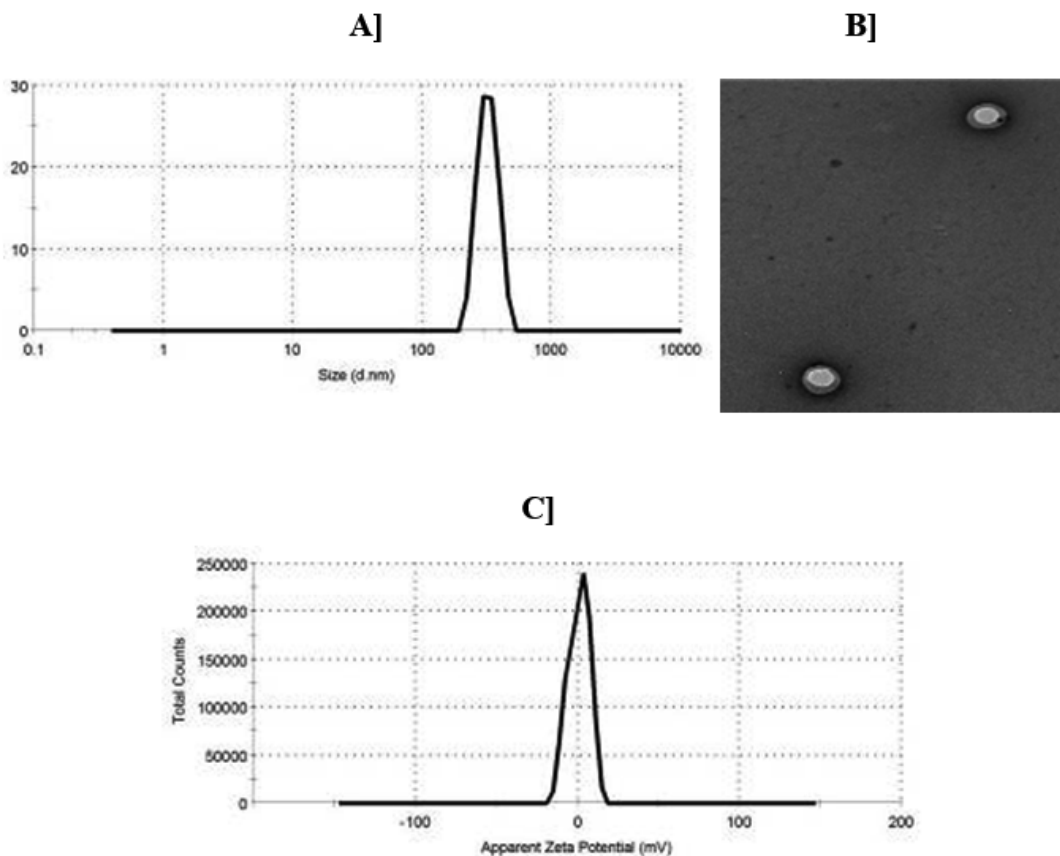 A]
B]
30
20
10
0
0.1 1 10 100 1000 10000
Size (d.nm)
C]
250000
200000
150000
100000
50000
0
-100 0 100 200
Total Counts
Apparent Zeta Potential (mV)